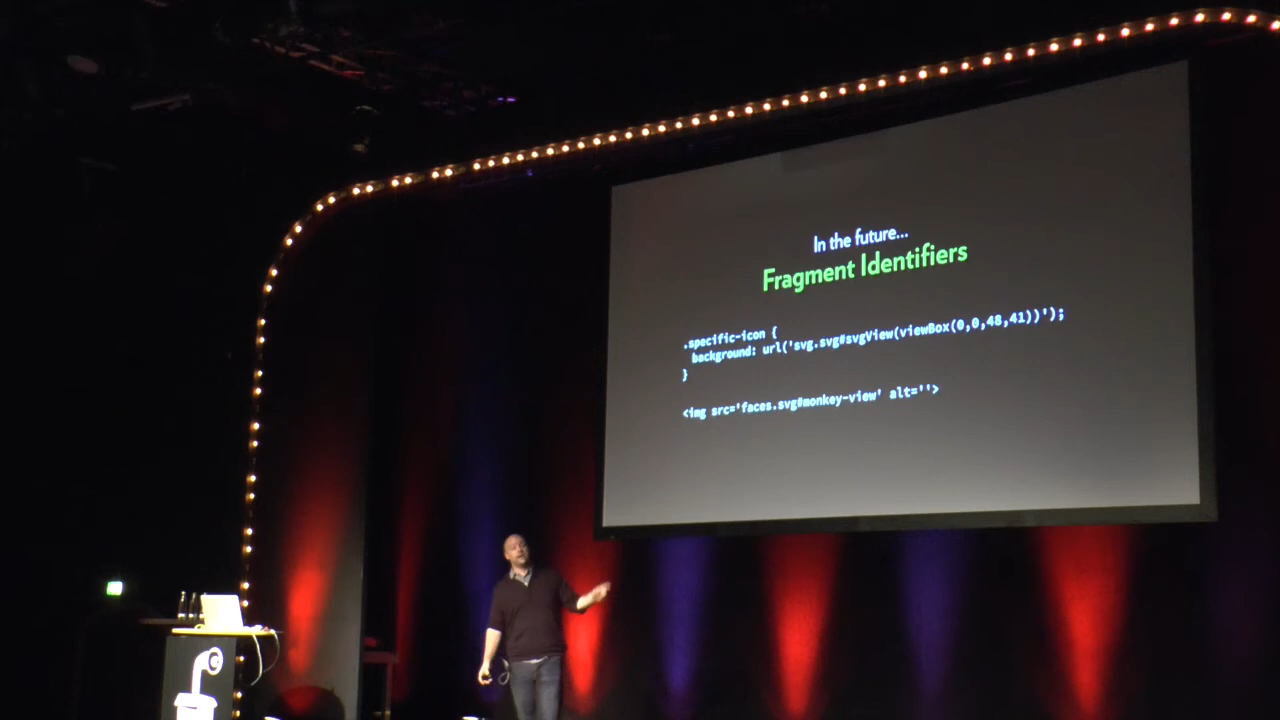 In the future...
Fragment Identifiers
.specific-icon {
background: url('svg.svg#svgView(viewBox(0,0,48,41))');
}
<img src='faces.svg#monkey-view' alt=''>